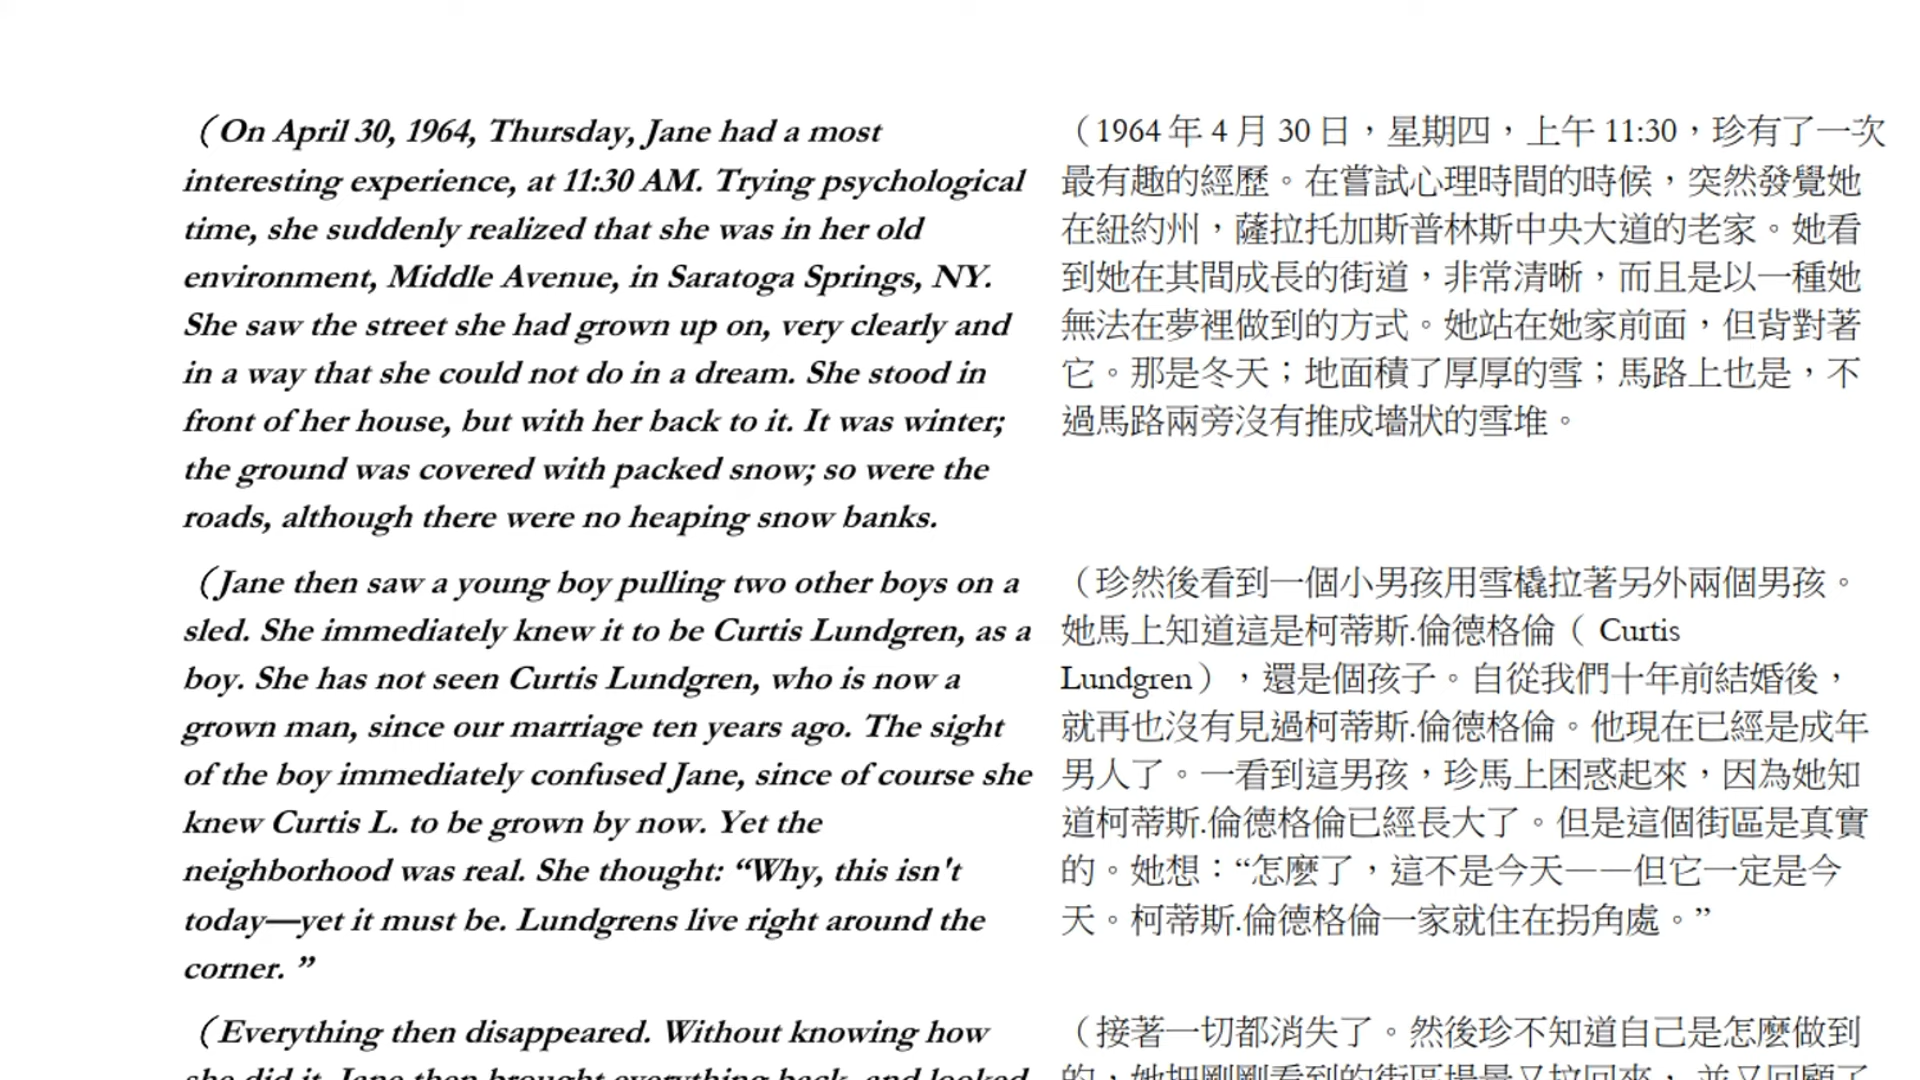 （On April 30, 1964, Thursday, Jane had a most
interesting experience, at 11:30 AM. Trying psychological
time, she suddenly realized that she was in her old
environment, Middle Avenue, in Saratoga Springs, NY.
She saw the street she had grown up on, very clearly and
in a way that she could not do in a dream. She stood in
front of her house, but with her back to it. It was winter;
the ground was covered with packed snow; so were the
roads, although there were no heaping snow banks.
（Jane then saw a young boy pulling two other boys on a
sled. She immediately knew it to be Curtis Lundgren, as a
boy. She has not seen Curtis Lundgren, who is now a
grown man, since our marriage ten years ago. The sight
of the boy immediately confused Jane, since of course she
knew Curtis L. to be grown by now. Yet the
neighborhood was real. She thought: “Why, this isn't
today—yet it must be. Lundgrens live right around the
corner. ”
（Everything then disappeared. Without knowing how
she did it, Jane then brought everything back, and looked
（1964 年 4 月 30 日，星期四，上午 11:30，珍有了一次
最有趣的經歷。在嘗試心理時間的時候，突然發覺她
在紐約州，薩拉托加斯普林斯中央大道的老家。她看
到她在其間成長的街道，非常清晰，而且是以一種她
無法在夢裡做到的方式。她站在她家前面，但背對著
它。那是冬天；地面積了厚厚的雪；馬路上也是，不
過馬路兩旁沒有推成墻狀的雪堆。
（珍然後看到一個小男孩用雪橇拉著另外兩個男孩。
她馬上知道這是柯蒂斯.倫德格倫（ Curtis
Lundgren），還是個孩子。自從我們十年前結婚後，
就再也沒有見過柯蒂斯.倫德格倫。他現在已經是成年
男人了。一看到這男孩，珍馬上困惑起來，因為她知
道柯蒂斯.倫德格倫已經長大了。但是這個街區是真實
的。她想：“怎麽了，這不是今天——但它一定是今
天。柯蒂斯.倫德格倫一家就住在拐角處。”
（接著一切都消失了。然後珍不知道自己是怎麽做到
的，她把剛剛看到的街區場景又拉回來， 並又回顧了